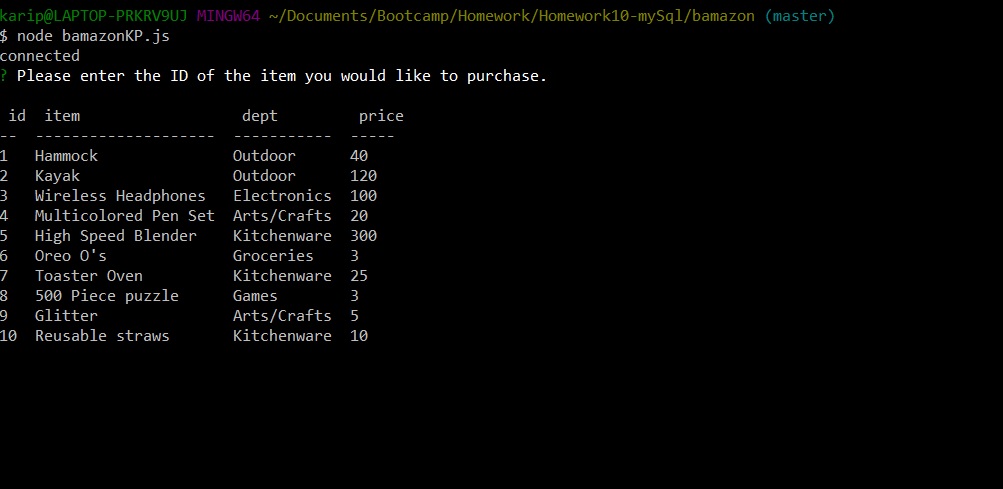 karip@LAPTOP-PRKRV9UJ MINGW64 ~/Documents/Bootcamp/Homework/Homework10-mySql/bamazon (master)
$ node bamazonKP.js
connected
? Please enter the ID of the item you would like to purchase.
id  item                  dept         price
--  --------------------  -----------  -----
1   Hammock               Outdoor      40
2   Kayak                 Outdoor      120
3   Wireless Headphones   Electronics  100
4   Multicolored Pen Set  Arts/Crafts  20
5   High Speed Blender    Kitchenware  300
6   Oreo O's              Groceries    3
7   Toaster Oven          Kitchenware  25
8   500 Piece puzzle      Games        3
9   Glitter               Arts/Crafts  5
10  Reusable straws       Kitchenware  10